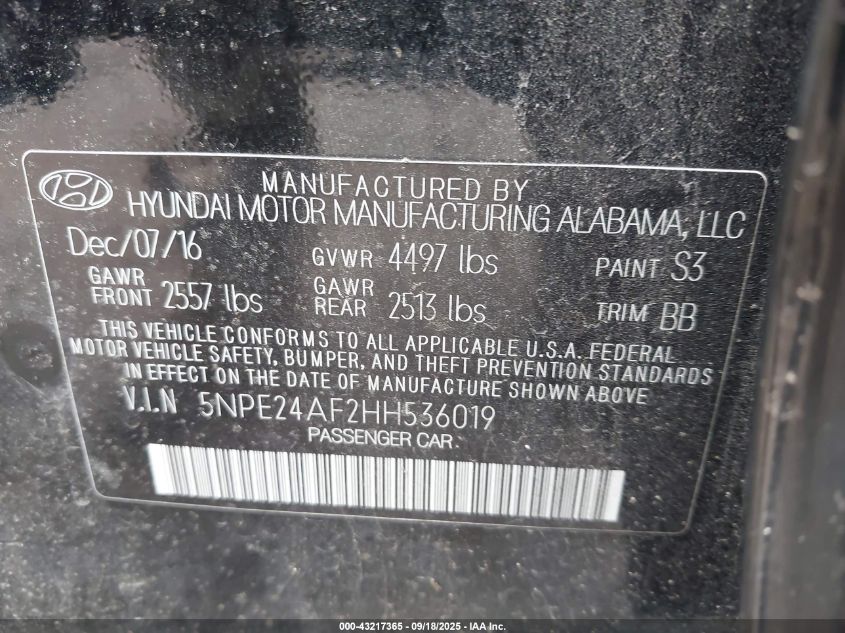 MANUFACTURED BY
HYUNDAI MOTOR MANUFACTURING ALABAMA, LLC
Dec/07/16 GVWR 4497 lbs PAINT S3
GAWR FRONT 2557 lbs GAWR REAR 2513 lbs TRIM BB
THIS VEHICLE CONFORMS TO ALL APPLICABLE U.S.A. FEDERAL
MOTOR VEHICLE SAFETY, BUMPER, AND THEFT PREVENTION STANDARDS
IN EFFECT ON THE DATE OF MANUFACTURE SHOWN ABOVE
V.I.N 5NPE24AF2HH536019
PASSENGER CAR
000-43217365 - 09/18/2025 - IAA Inc.